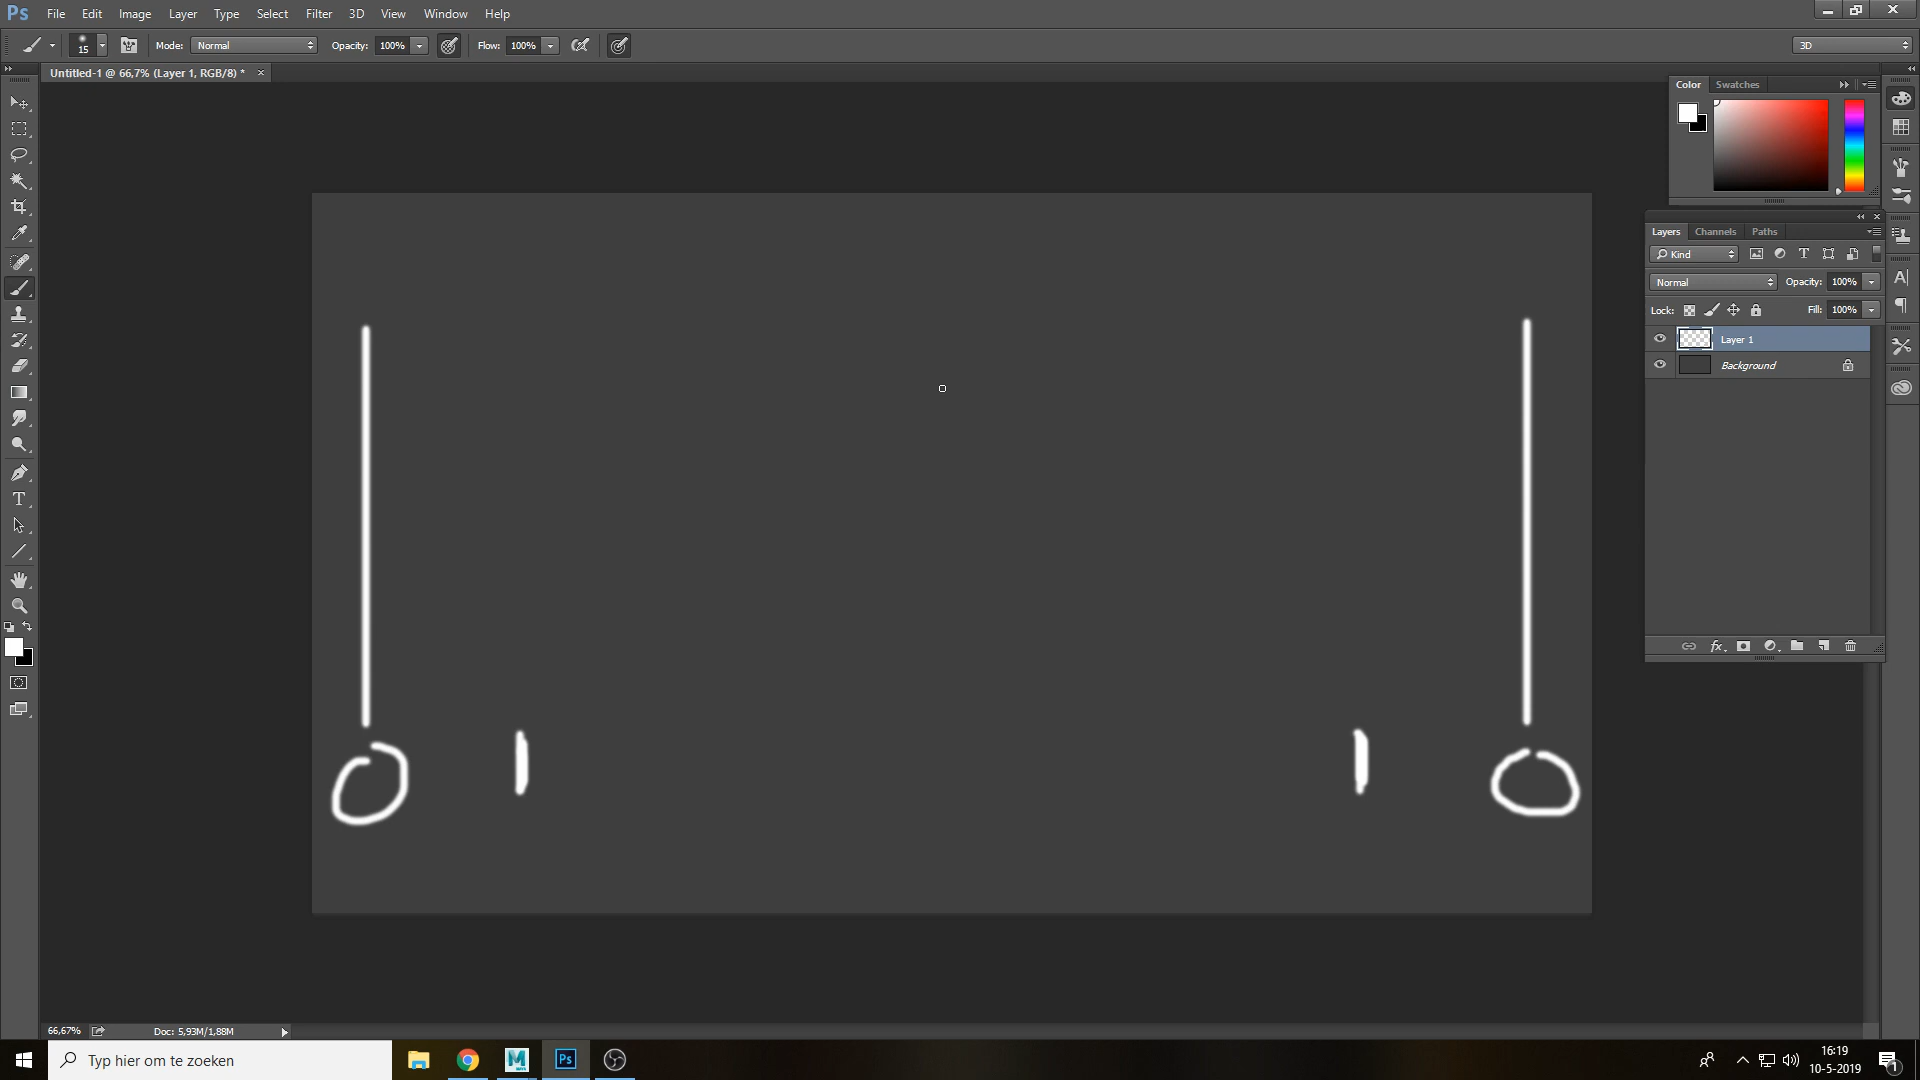 Ps File Edit Image Layer Type Select Filter 3D View Window Help
15 Mode: Normal Opacity: 100% Flow: 100% 3D
Untitled-1 @ 66,7% (Layer 1, RGB/8) * ×
Color Swatches
Layers Channels Paths
Kind
Normal Opacity: 100%
Lock: Fill: 100%
Layer 1
Background
66,67% Doc: 5,93M/1,88M
Typ hier om te zoeken
Ps
16:19
10-5-2019
1